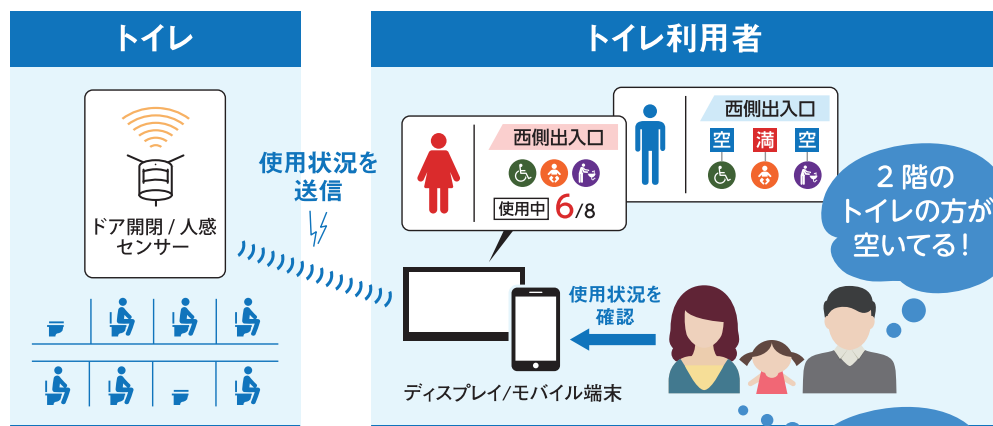 トイレ
ドア開閉/人感
センサー
使用状況を
送信
トイレ利用者
西側出入口
使用中 6/8
西側出入口
空 満 空
2階の
トイレの方が
空いてる!
使用状況を
確認
ディスプレイ/モバイル端末